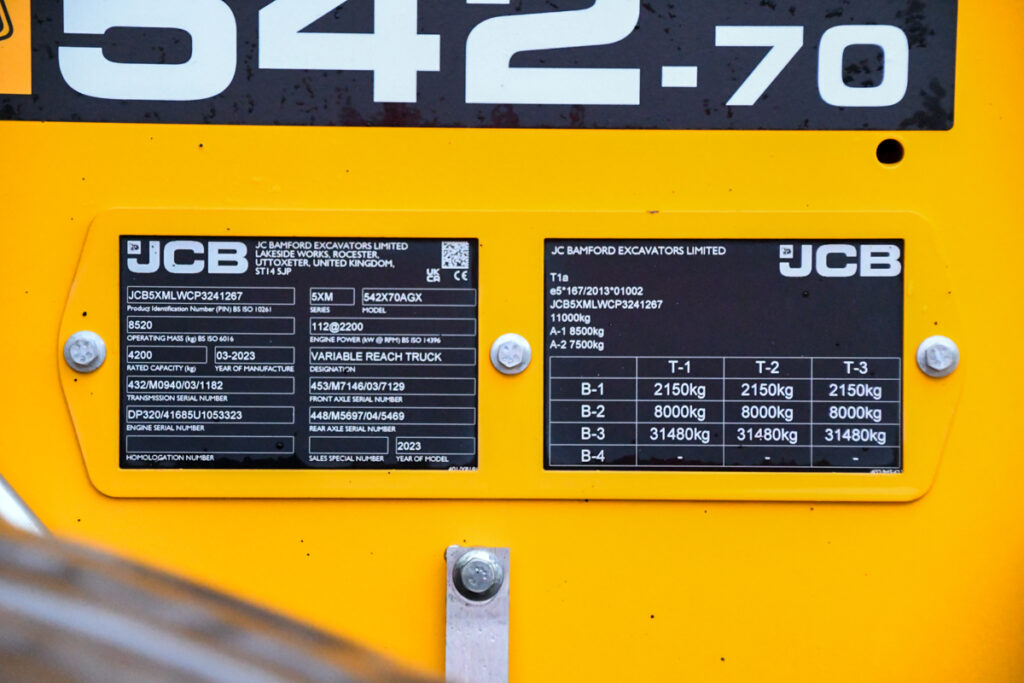 542-70
JCB
JC BAMFORD EXCAVATORS LIMITED
LAKESIDE WORKS, ROCESTER,
UTTOXETER, UNITED KINGDOM,
ST14 5JP
UK
CA
CE
JCB5XMLWCP3241267
Product Identification Number (PIN) BS ISO 10261
5XM
SERIES
542X70AGX
MODEL
8520
OPERATING MASS (kg) BS ISO 6016
112@2200
ENGINE POWER (kW @ RPM) BS ISO 14396
4200
RATED CAPACITY (kg)
03-2023
YEAR OF MANUFACTURE
VARIABLE REACH TRUCK
DESIGNATION
432/M0940/03/1182
TRANSMISSION SERIAL NUMBER
453/M7146/03/7129
FRONT AXLE SERIAL NUMBER
DP320/41685U1053323
ENGINE SERIAL NUMBER
448/M5697/04/5469
REAR AXLE SERIAL NUMBER
HOMOLOGATION NUMBER
SALES SPECIAL NUMBER
2023
YEAR OF MODEL
JC BAMFORD EXCAVATORS LIMITED
JCB
T1a
e5*167/2013*01002
JCB5XMLWCP3241267
11000kg
A-1 8500kg
A-2 7500kg
T-1 T-2 T-3
B-1 2150kg 2150kg 2150kg
B-2 8000kg 8000kg 8000kg
B-3 31480kg 31480kg 31480kg
B-4 - - -